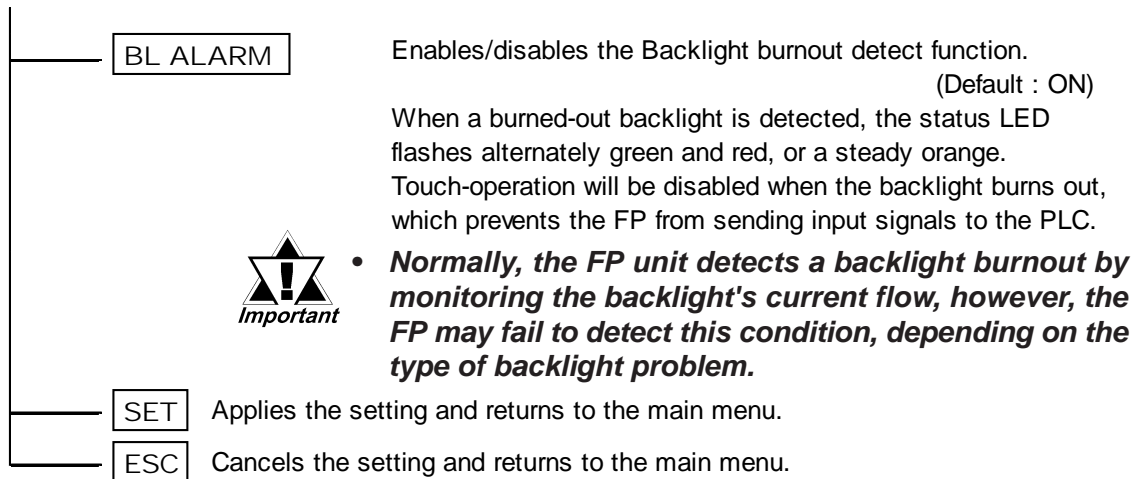 BL ALARM
Enables/disables the Backlight burnout detect function.
(Default : ON)
When a burned-out backlight is detected, the status LED
flashes alternately green and red, or a steady orange.
Touch-operation will be disabled when the backlight burns out,
which prevents the FP from sending input signals to the PLC.
Important
• Normally, the FP unit detects a backlight burnout by
monitoring the backlight's current flow, however, the
FP may fail to detect this condition, depending on the
type of backlight problem.
SET Applies the setting and returns to the main menu.
ESC Cancels the setting and returns to the main menu.